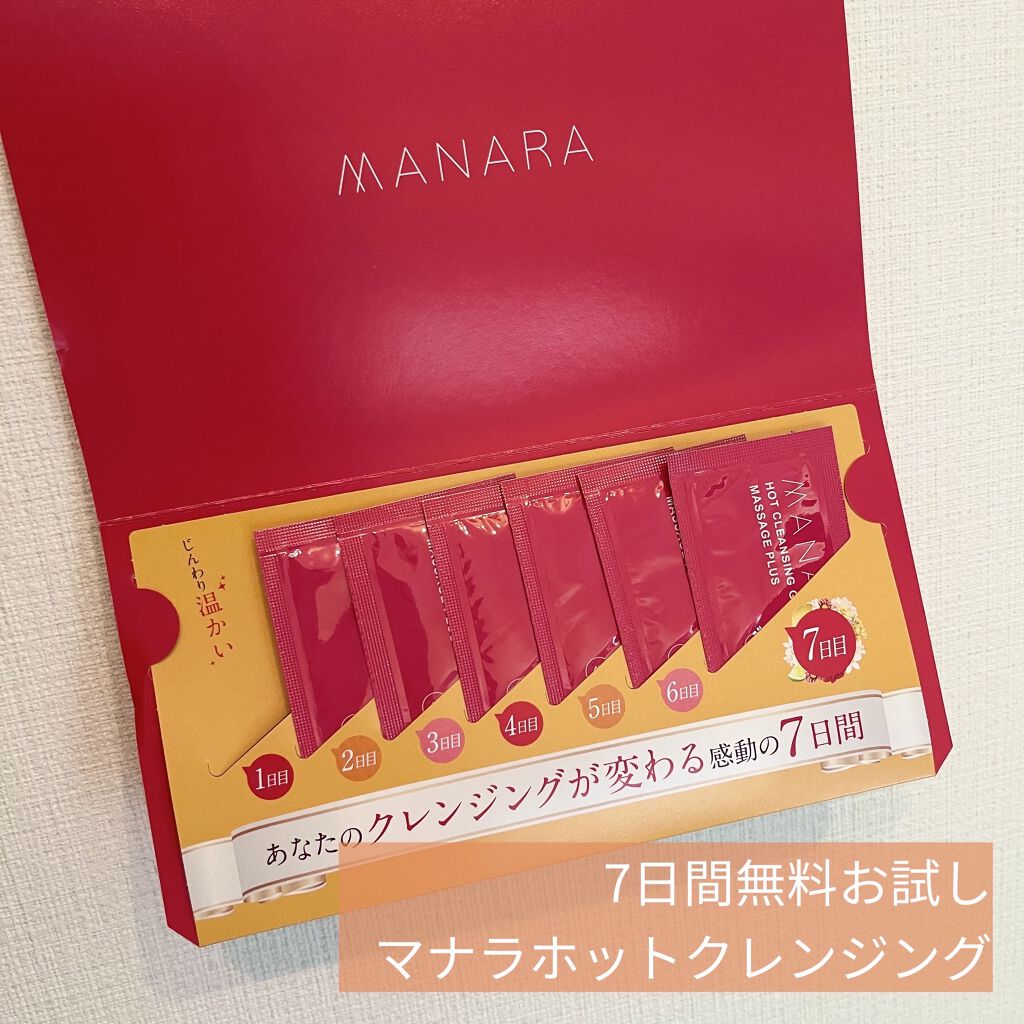 MANARA
じんわり温かい
MANA
HOT CLEANSING G
MASSAGE PLUS
1日目
2日目
3日目
4日目
5日目
6日目
7日目
あなたのクレンジングが変わる感動の7日間
7日間無料お試し
マナラホットクレンジング